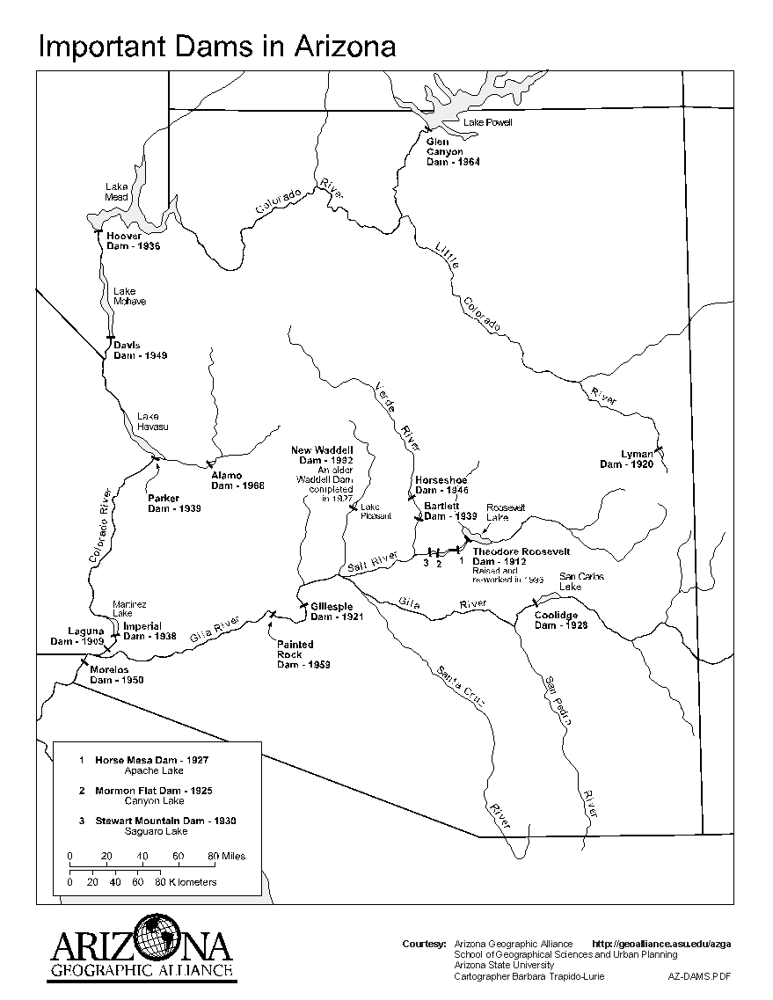 Important Dams in Arizona
Lake Powell
Glen
Canyon
Dam - 1964
Lake
Mead
Colorado River
Hoover
Dam - 1936
Little Colorado River
Lake
Mohave
Davis
Dam - 1949
Verde River
Lake
Havasu
New Waddell
Dam - 1992
An older
Waddell Dam
completed
in 1927
Lyman
Dam - 1920
Alamo
Dam - 1968
Horseshoe
Dam - 1946
Parker
Dam - 1939
Lake
Pleasant
Bartlett
Dam - 1939
Roosevelt
Lake
Colorado River
Salt River
3 2 1
Theodore Roosevelt
Dam - 1912
Raised and
re-worked in 1996
San Carlos
Lake
Martinez
Lake
Gillespie
Dam - 1921
Gila River
Coolidge
Dam - 1928
Laguna
Dam - 1909
Imperial
Dam - 1938
Gila River
Painted
Rock
Dam - 1959
Morelos
Dam - 1950
Santa Cruz River
San Pedro River
1 Horse Mesa Dam - 1927
Apache Lake
2 Mormon Flat Dam - 1925
Canyon Lake
3 Stewart Mountain Dam - 1930
Saguaro Lake
0 20 40 60 80 Miles
0 20 40 60 80 Kilometers
ARIZONA
GEOGRAPHIC ALLIANCE
Courtesy: Arizona Geographic Alliance http://geoalliance.asu.edu/azga
School of Geographical Sciences and Urban Planning
Arizona State University
Cartographer Barbara Trapido-Lurie AZ-DAMS.PDF